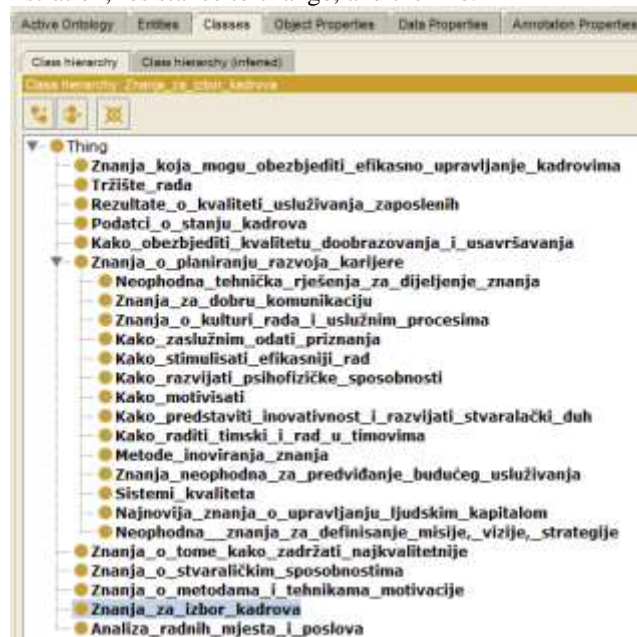 Active Ontology Entities Classes Object Properties Data Properties Annotation Properties
Class hierarchy Class hierarchy (inferred)
Class hierarchy: Znanja_za_izbor_kadrova
Thing
Znanja_koja_mogu_obezbjediti_efikasno_upravljanje_kadrovima
Tržište_rada
Rezultate_o_kvaliteti_usluživanja_zaposlenih
Podatci_o_stanju_kadrova
Kako_obezbjediti_kvalitetu_doobrazovanja_i_usavršavanja
Znanja_o_planiranju_razvoja_karijere
Neophodna_tehnička_rješenja_za_dijeljenje_znanja
Znanja_za_dobru_komunikaciju
Znanja_o_kulturi_rada_i_uslužnim_procesima
Kako_zaslužnim_odati_priznanja
Kako_stimulisati_efikasniji_rad
Kako_razvijati_psihofizičke_sposobnosti
Kako_motivisati
Kako_predstaviti_inovativnost_i_razvijati_stvaralački_duh
Kako_raditi_timski_i_rad_u_timovima
Metode_inoviranja_znanja
Znanja_neophodna_za_predviđanje_budućeg_usluživanja
Sistemi_kvaliteta
Najnovija_znanja_o_upravljanju_ljudskim_kapitalom
Neophodna__znanja_za_definisanje_misije,_vizije,_strategije
Znanja_o_tome_kako_zadržati_najkvalitetnije
Znanja_o_stvaraličkim_sposobnostima
Znanja_o_metodama_i_tehnikama_motivacije
Znanja_za_izbor_kadrova
Analiza_radnih_mjesta_i_poslova